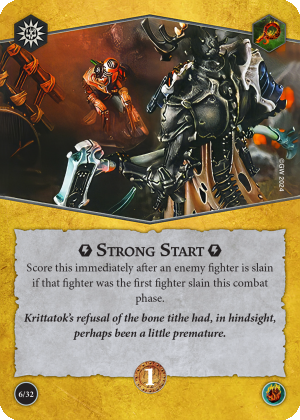 ©GW 2024
STRONG START
Score this immediately after an enemy fighter is slain
if that fighter was the first fighter slain this combat
phase.
Krittatok's refusal of the bone tithe had, in hindsight,
perhaps been a little premature.
1
6/32